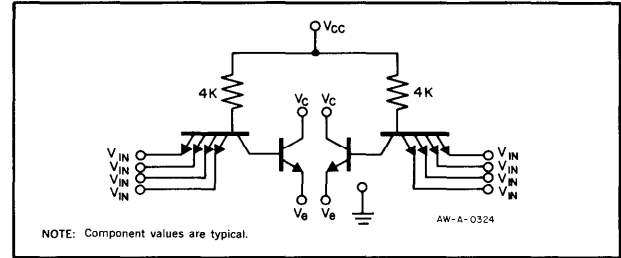 VCC
4K
4K
VC
VC
VIN
VIN
VIN
VIN
VIN
VIN
VIN
VIN
Ve
Ve
AW-A-0324
NOTE: Component values are typical.